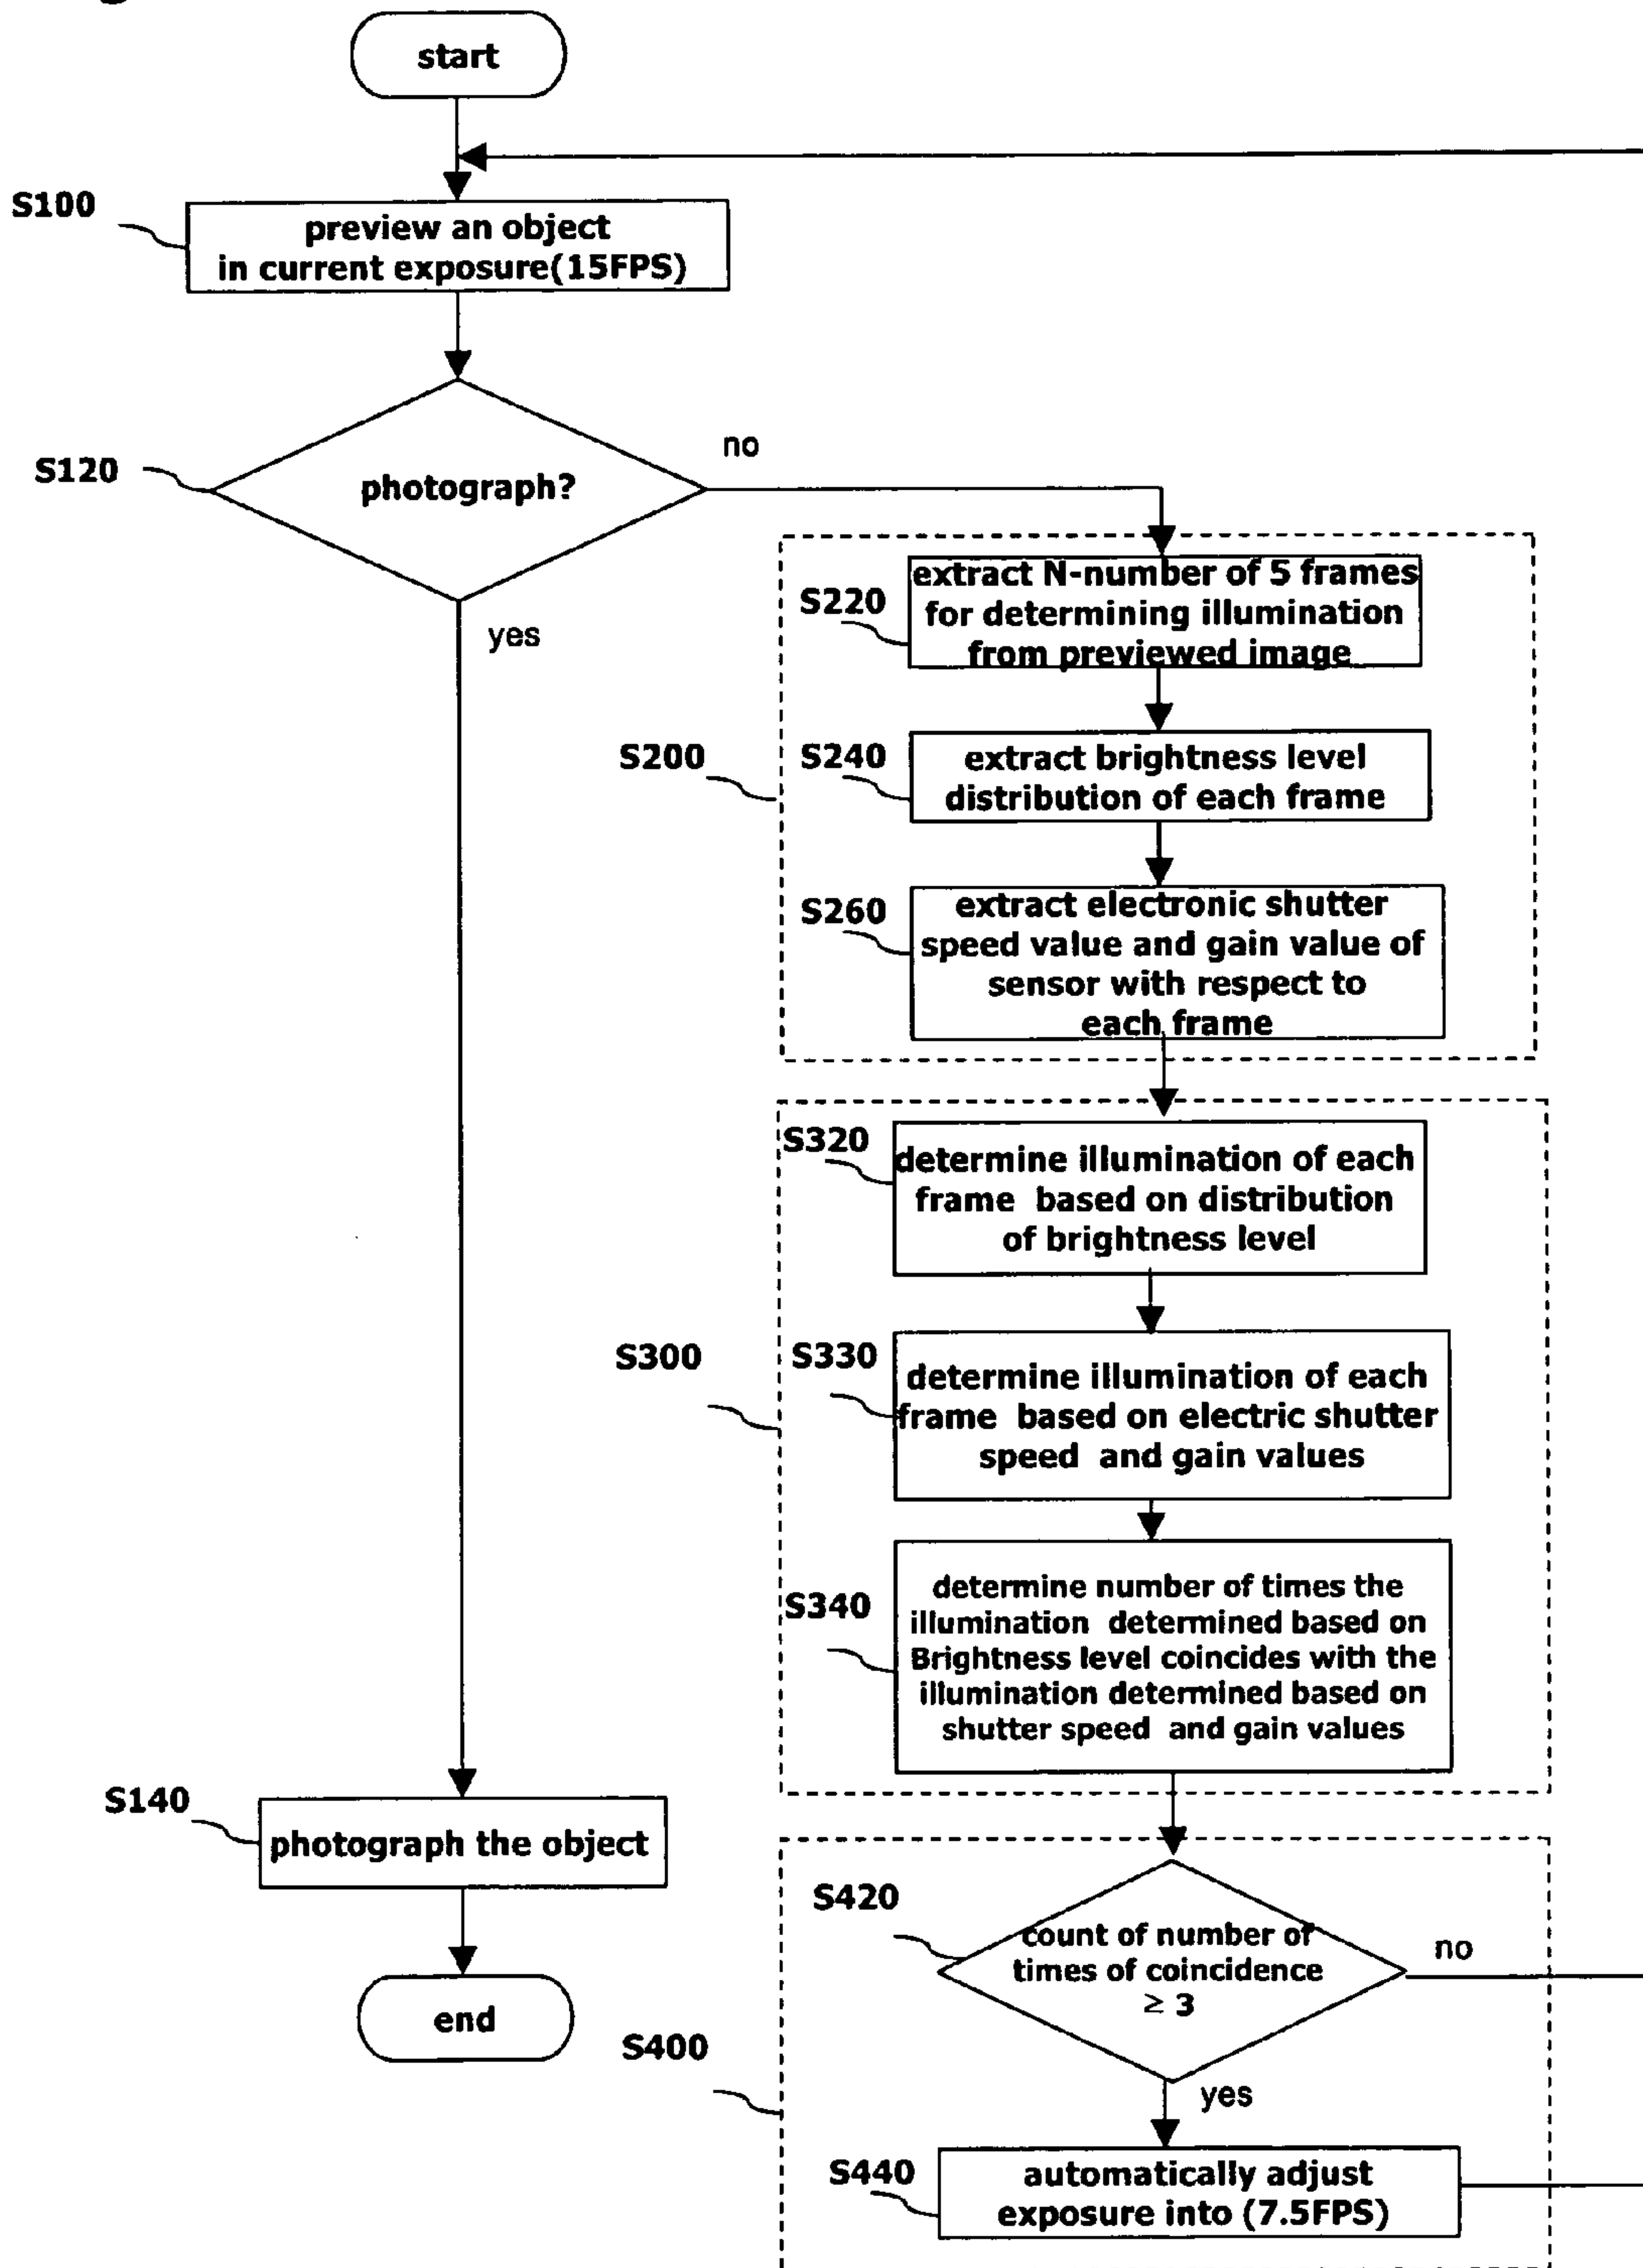 start
S100
preview an object
in current exposure(15FPS)
S120
photograph?
no
yes
S200
S220
extract N-number of 5 frames
for determining illumination
from previewed image
S240
extract brightness level
distribution of each frame
S260
extract electronic shutter
speed value and gain value of
sensor with respect to
each frame
S300
S320
determine illumination of each
frame based on distribution
of brightness level
S330
determine illumination of each
frame based on electric shutter
speed and gain values
S340
determine number of times the
illumination determined based on
Brightness level coincides with the
illumination determined based on
shutter speed and gain values
S140
photograph the object
end
S400
S420
count of number of
times of coincidence
≥ 3
no
yes
S440
automatically adjust
exposure into (7.5FPS)